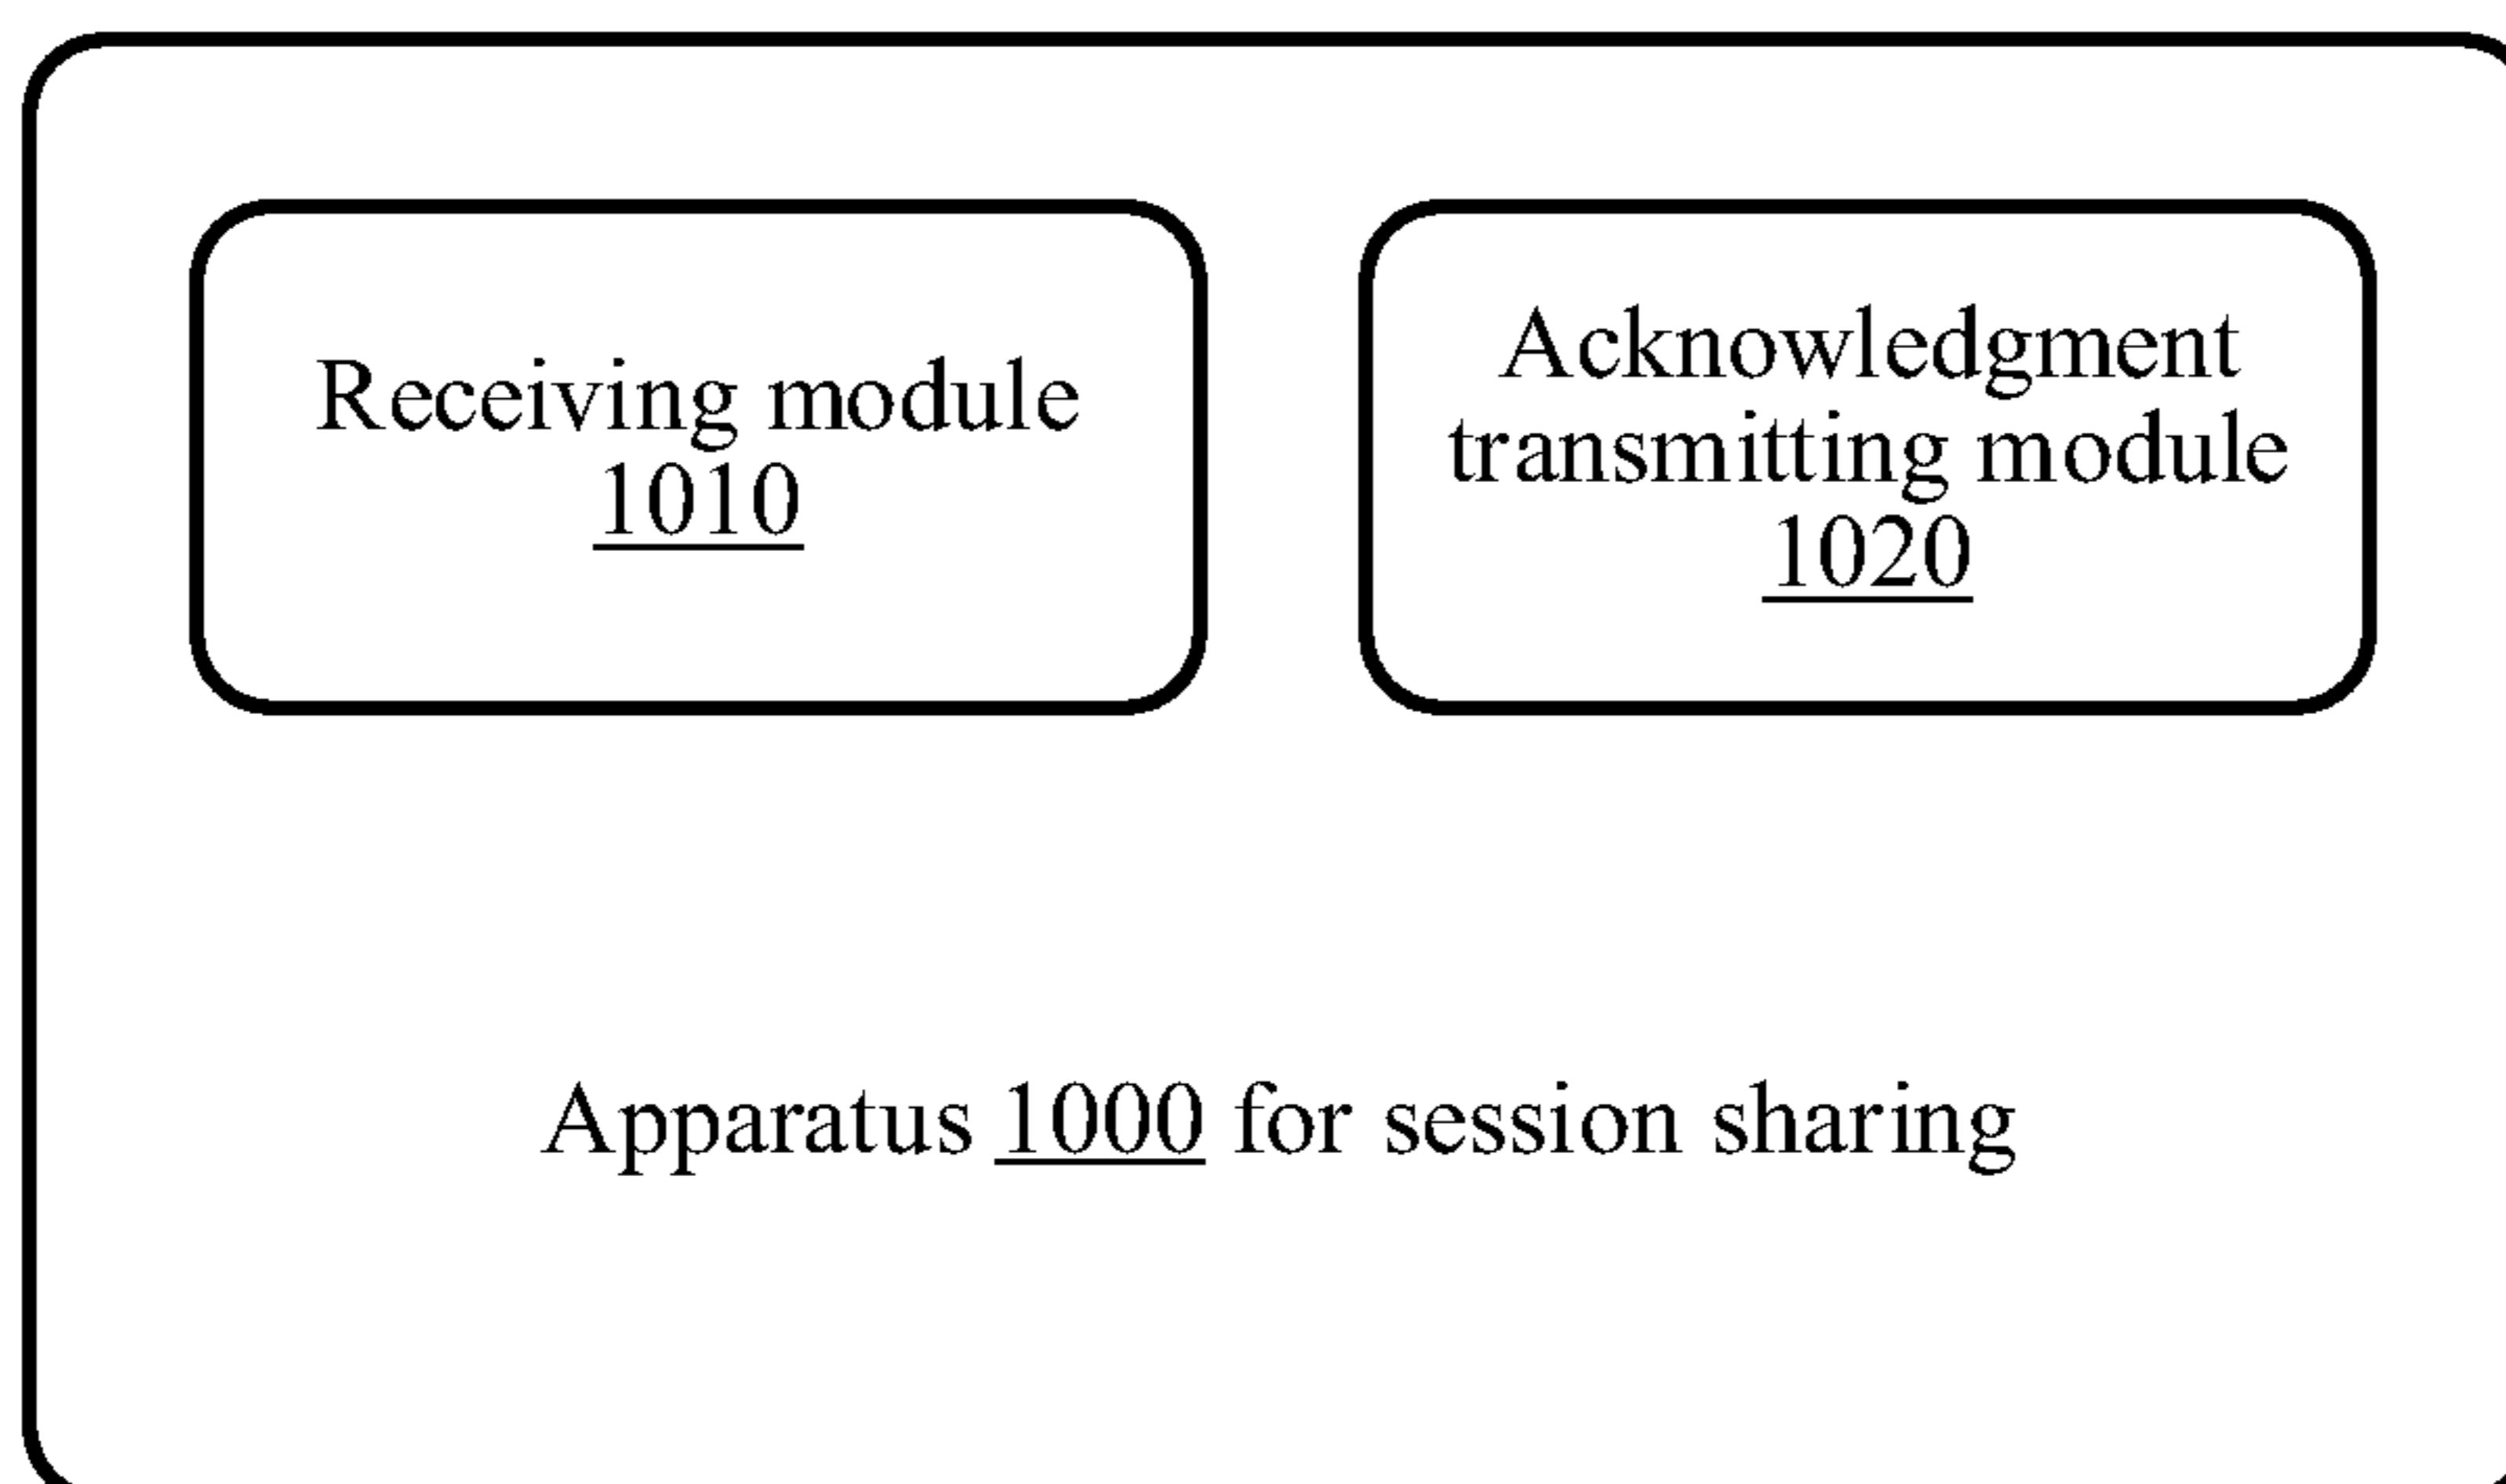 Receiving module
1010
Acknowledgment
transmitting module
1020
Apparatus 1000 for session sharing